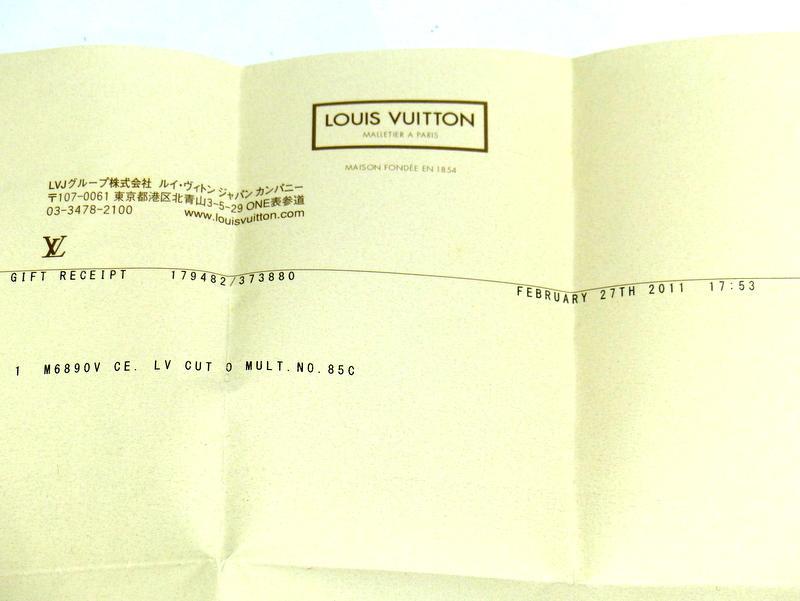 LOUIS VUITTON
MALLETIER A PARIS
MAISON FONDÉE EN 1854
LVJグループ株式会社 ルイ・ヴィトン ジャパン カンパニー
〒107-0061 東京都港区北青山3-5-29 ONE表参道
03-3478-2100 www.louisvuitton.com
LV
GIFT RECEIPT 179482/373880
FEBRUARY 27TH 2011 17:53
1 M6890V CE. LV CUT O MULT.NO.85C